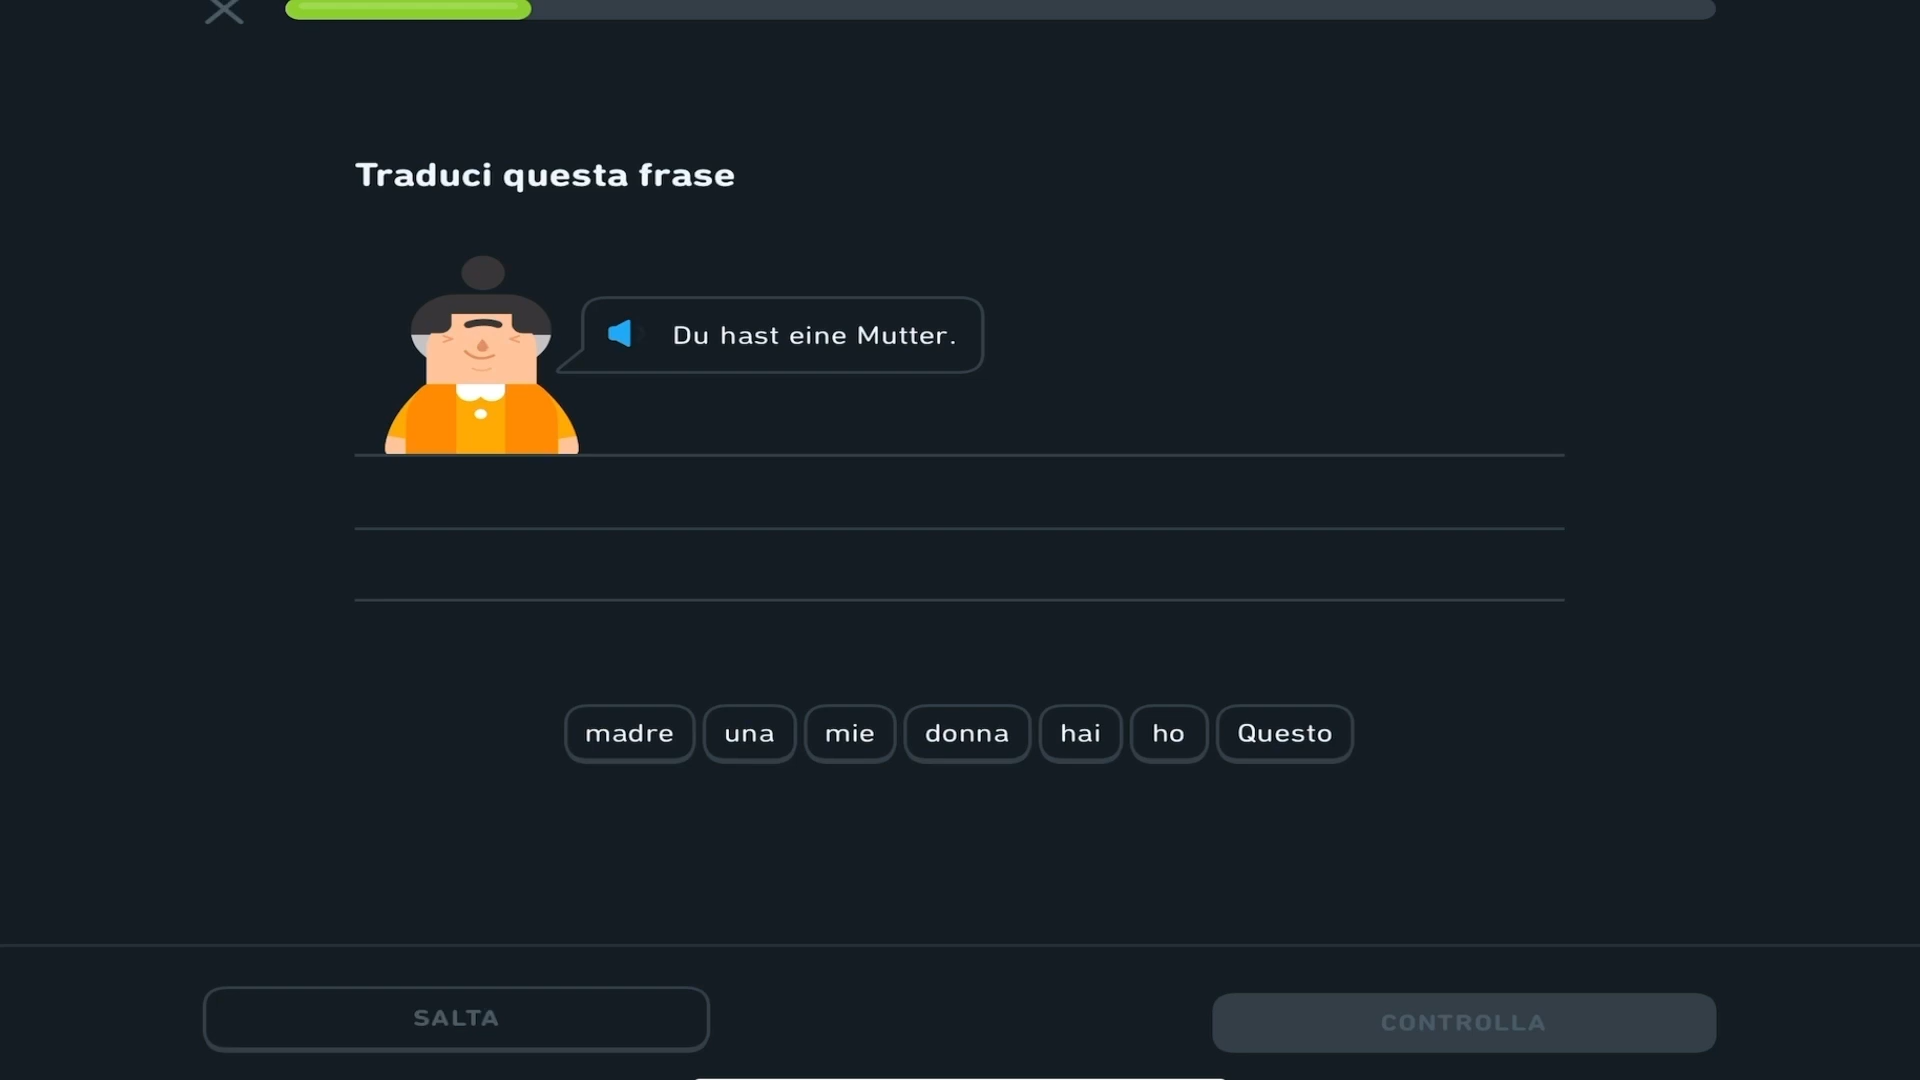 Traduci questa frase
Du hast eine Mutter.
madre una mie donna hai ho Questo
SALTA CONTROLLA